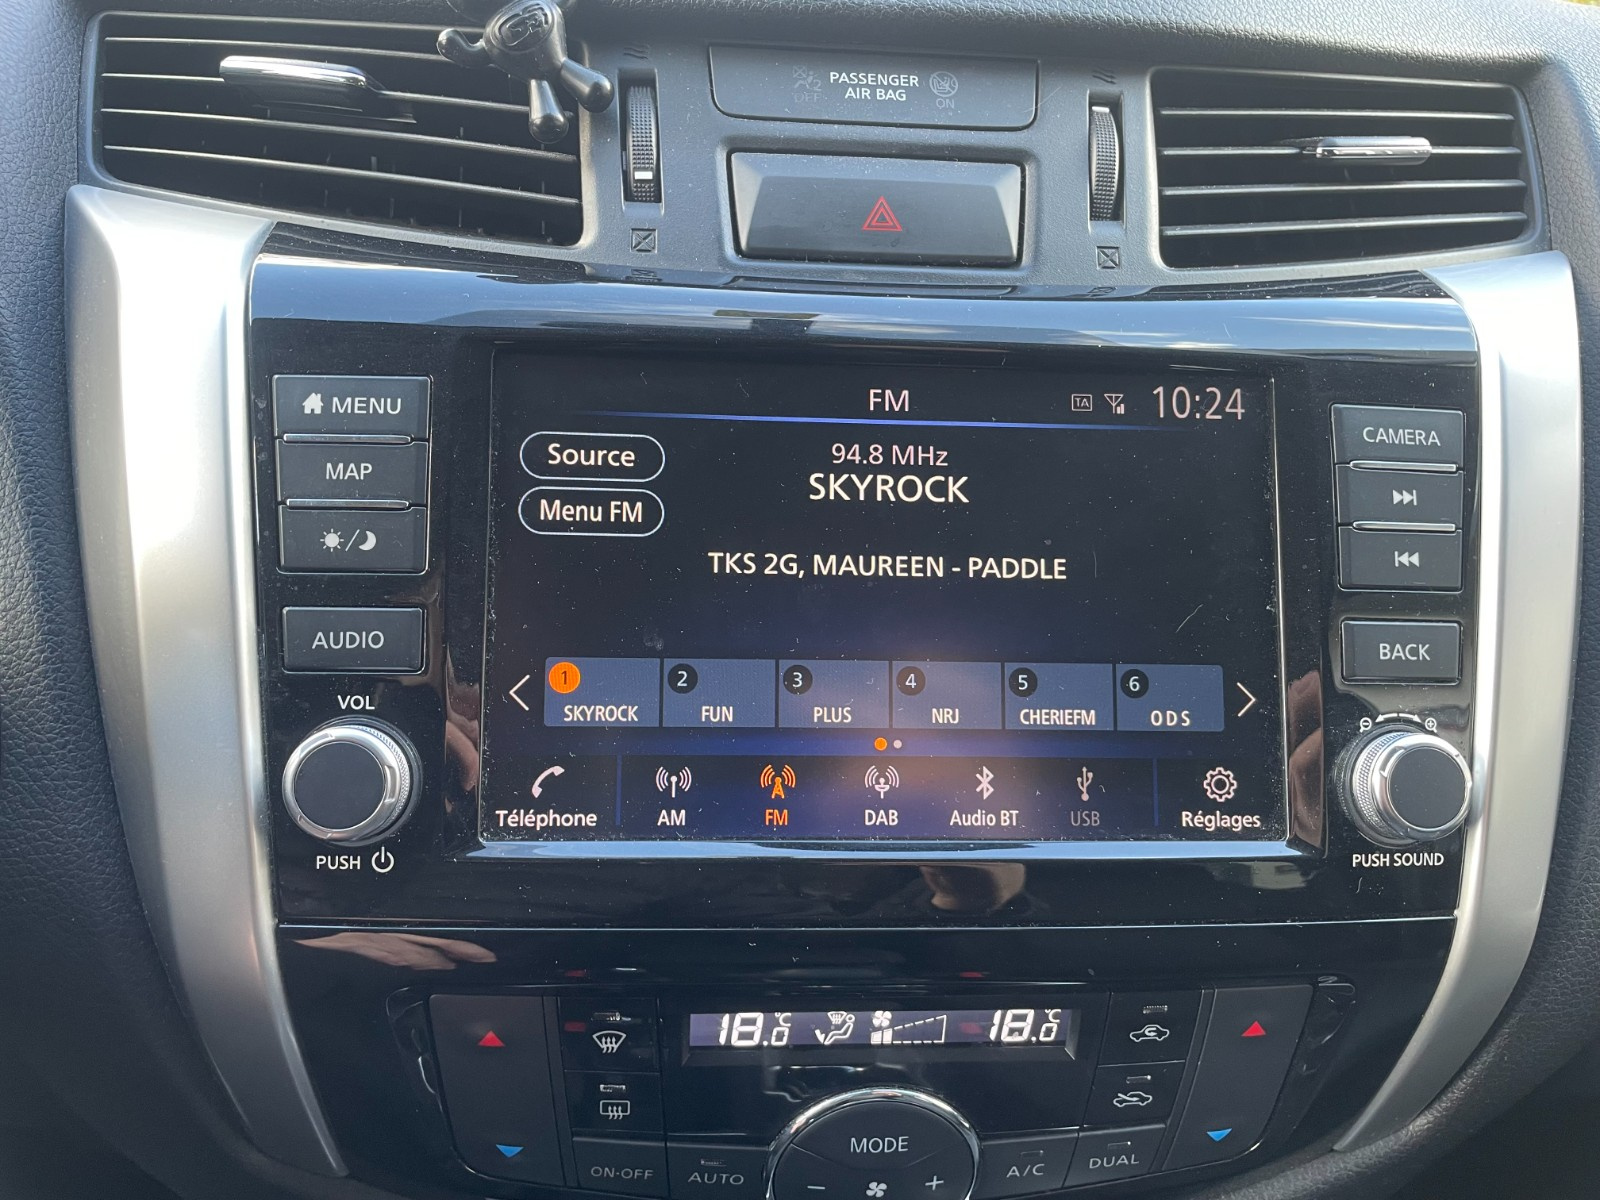 PASSENGER
AIR BAG
OFF
ON
MENU
MAP
AUDIO
VOL
PUSH
FM
TA
10:24
Source
Menu FM
94.8 MHz
SKYROCK
TKS 2G, MAUREEN - PADDLE
1 SKYROCK
2 FUN
3 PLUS
4 NRJ
5 CHERIEFM
6 O D S
Téléphone
AM
FM
DAB
Audio BT
USB
Réglages
CAMERA
BACK
PUSH SOUND
18.0°C
18.0°C
MODE
ON-OFF
AUTO
A/C
DUAL